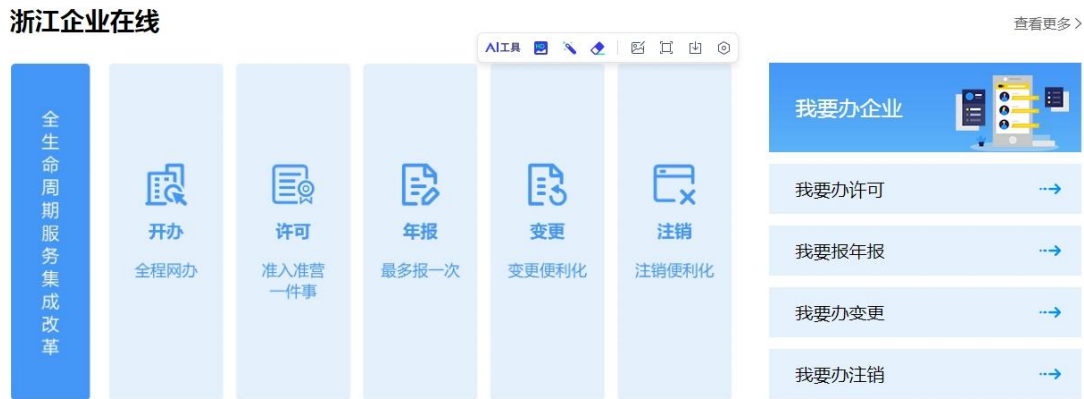 浙江企业在线
查看更多>
AI工具
全生命周期服务集成改革
开办
全程网办
许可
准入准营
一件事
年报
最多报一次
变更
变更便利化
注销
注销便利化
我要办企业
我要办许可
我要报年报
我要办变更
我要办注销